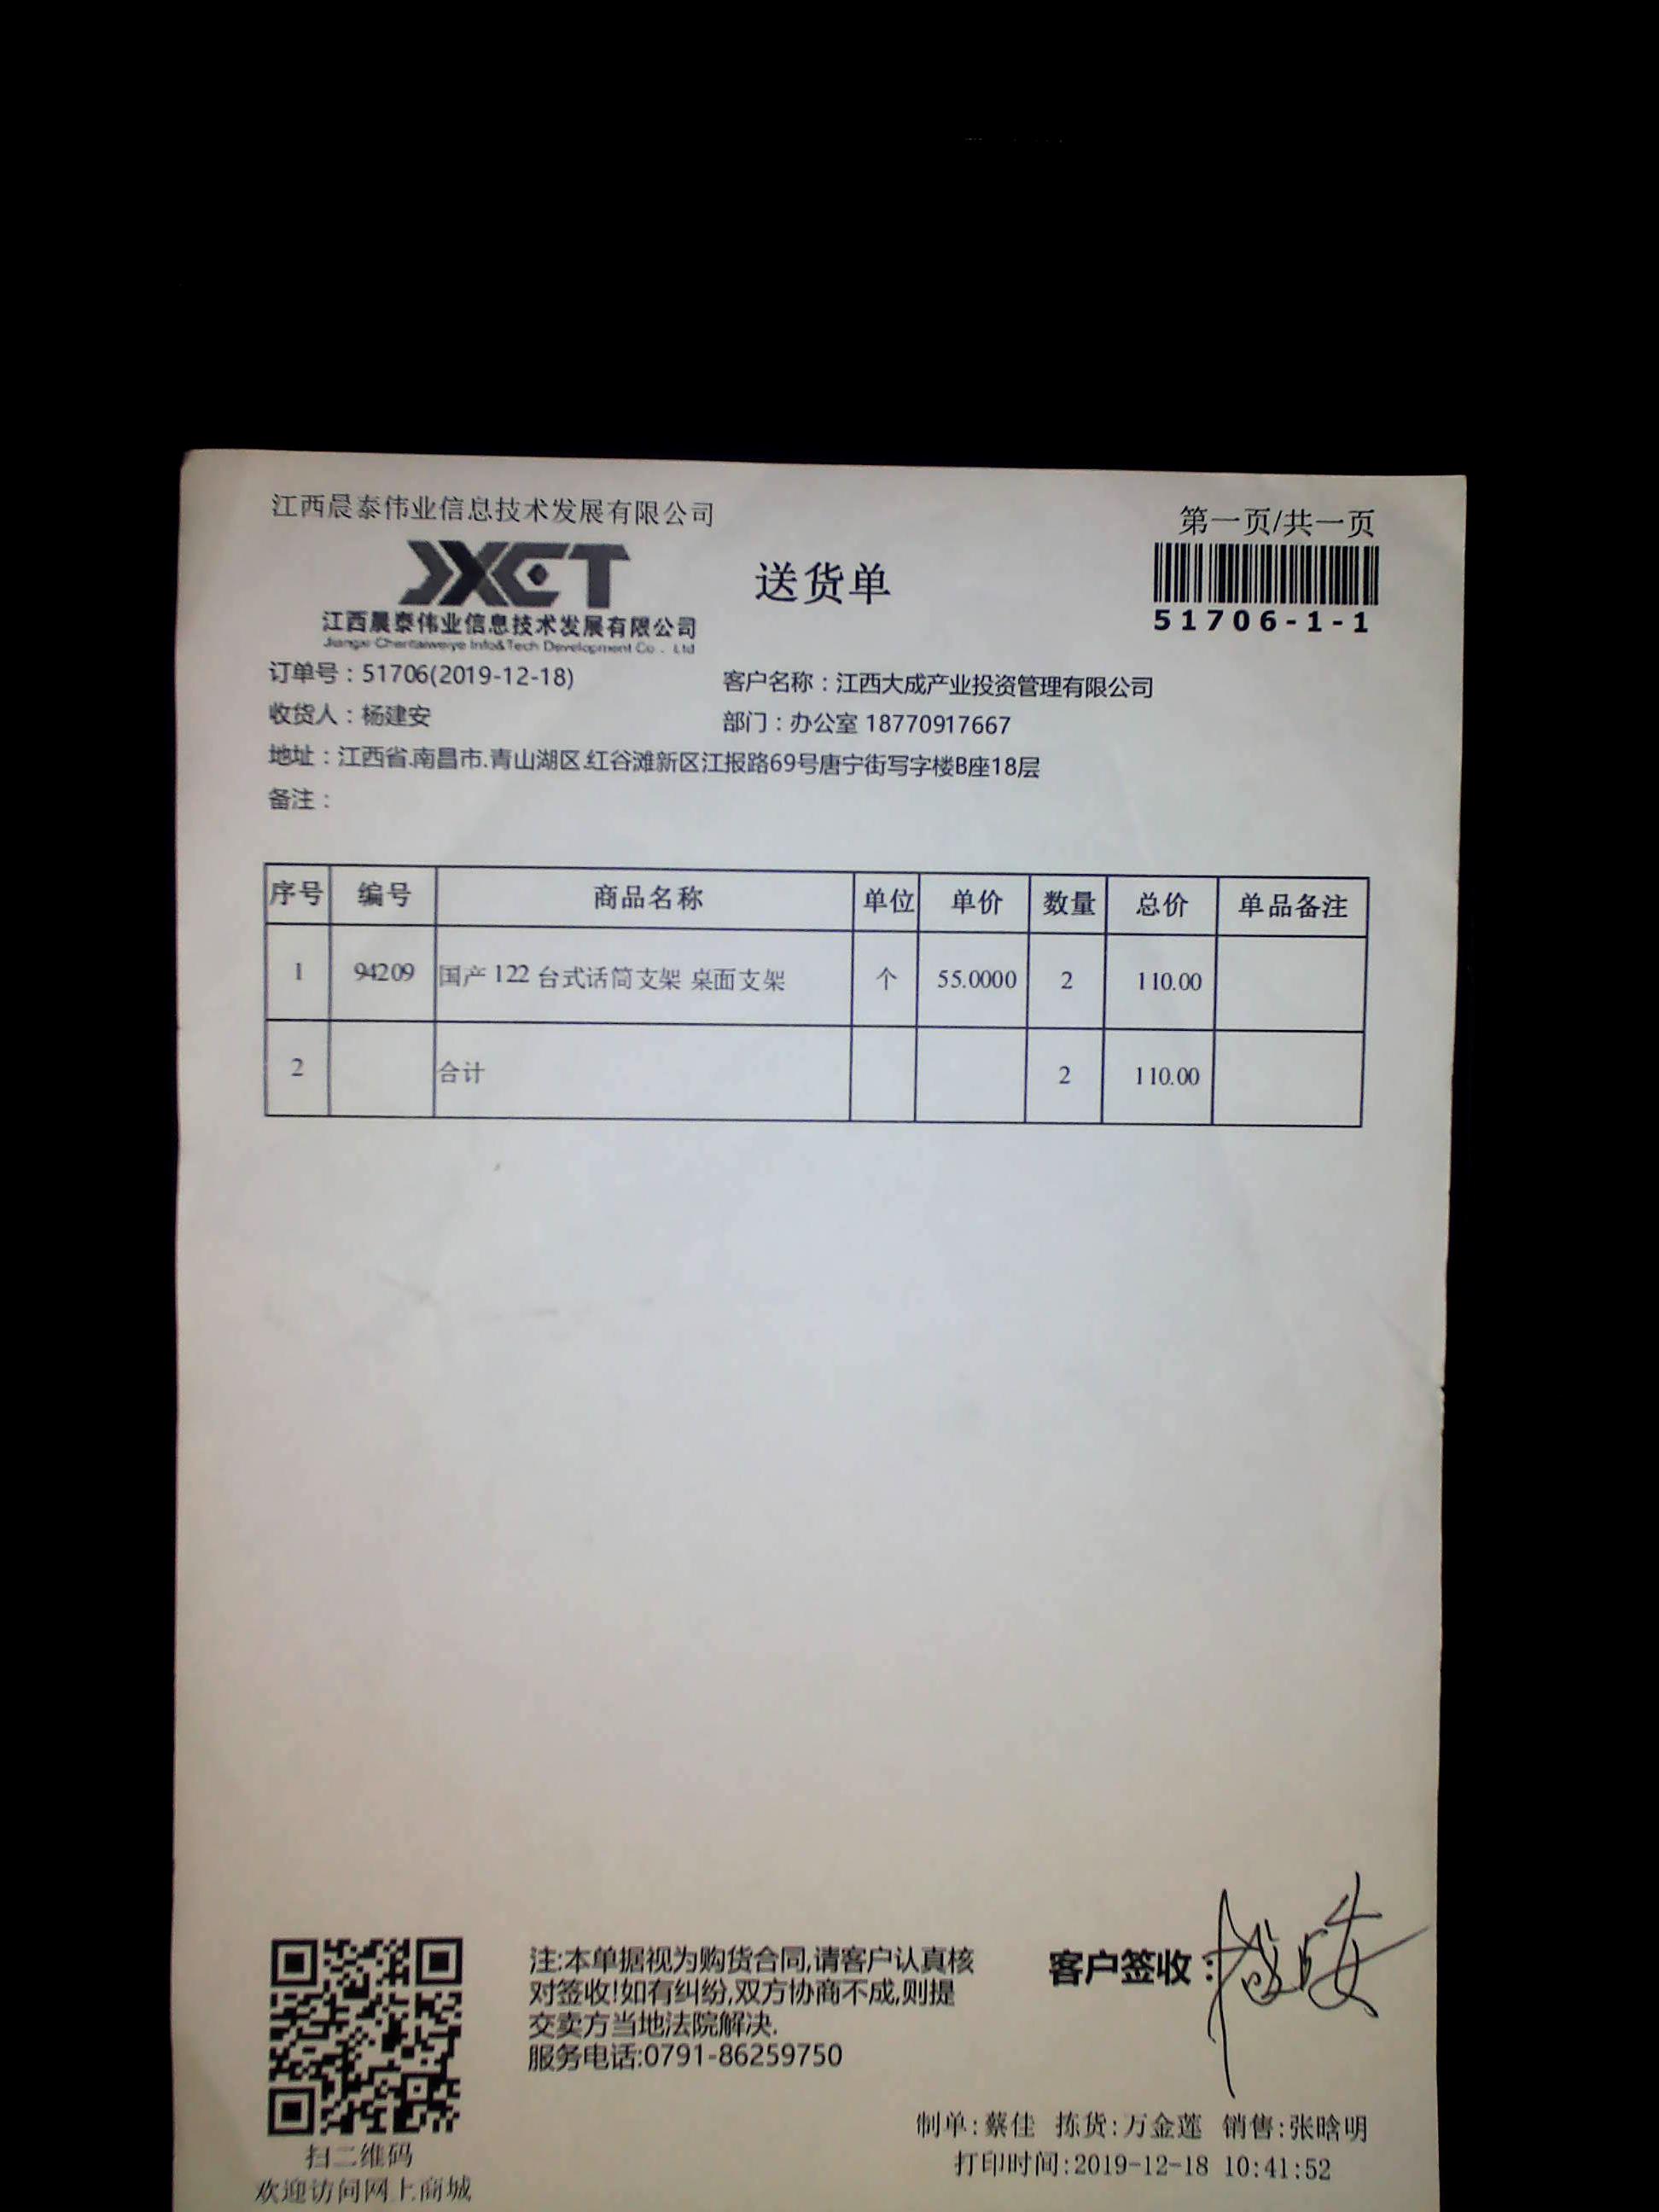 江西晨泰伟业信息技术发展有限公司
第一页/共一页
JXCT
送货单
江西晨泰伟业信息技术发展有限公司
Jiangxi Chentaiweiye Info&Tech Development Co . Ltd
51706-1-1
订单号：51706(2019-12-18)
客户名称：江西大成产业投资管理有限公司
收货人：杨建安
部门：办公室 18770917667
地址：江西省.南昌市.青山湖区.红谷滩新区江报路69号唐宁街写字楼B座18层
备注：
序号 编号 商品名称 单位 单价 数量 总价 单品备注
1 94209 国产 122 台式话筒支架 桌面支架 个 55.0000 2 110.00
2 合计 2 110.00
注:本单据视为购货合同,请客户认真核
对签收!如有纠纷,双方协商不成,则提
交卖方当地法院解决.
服务电话:0791-86259750
客户签收：
扫二维码
欢迎访问网上商城
制单:蔡佳 拣货:万金莲 销售:张晗明
打印时间:2019-12-18 10:41:52